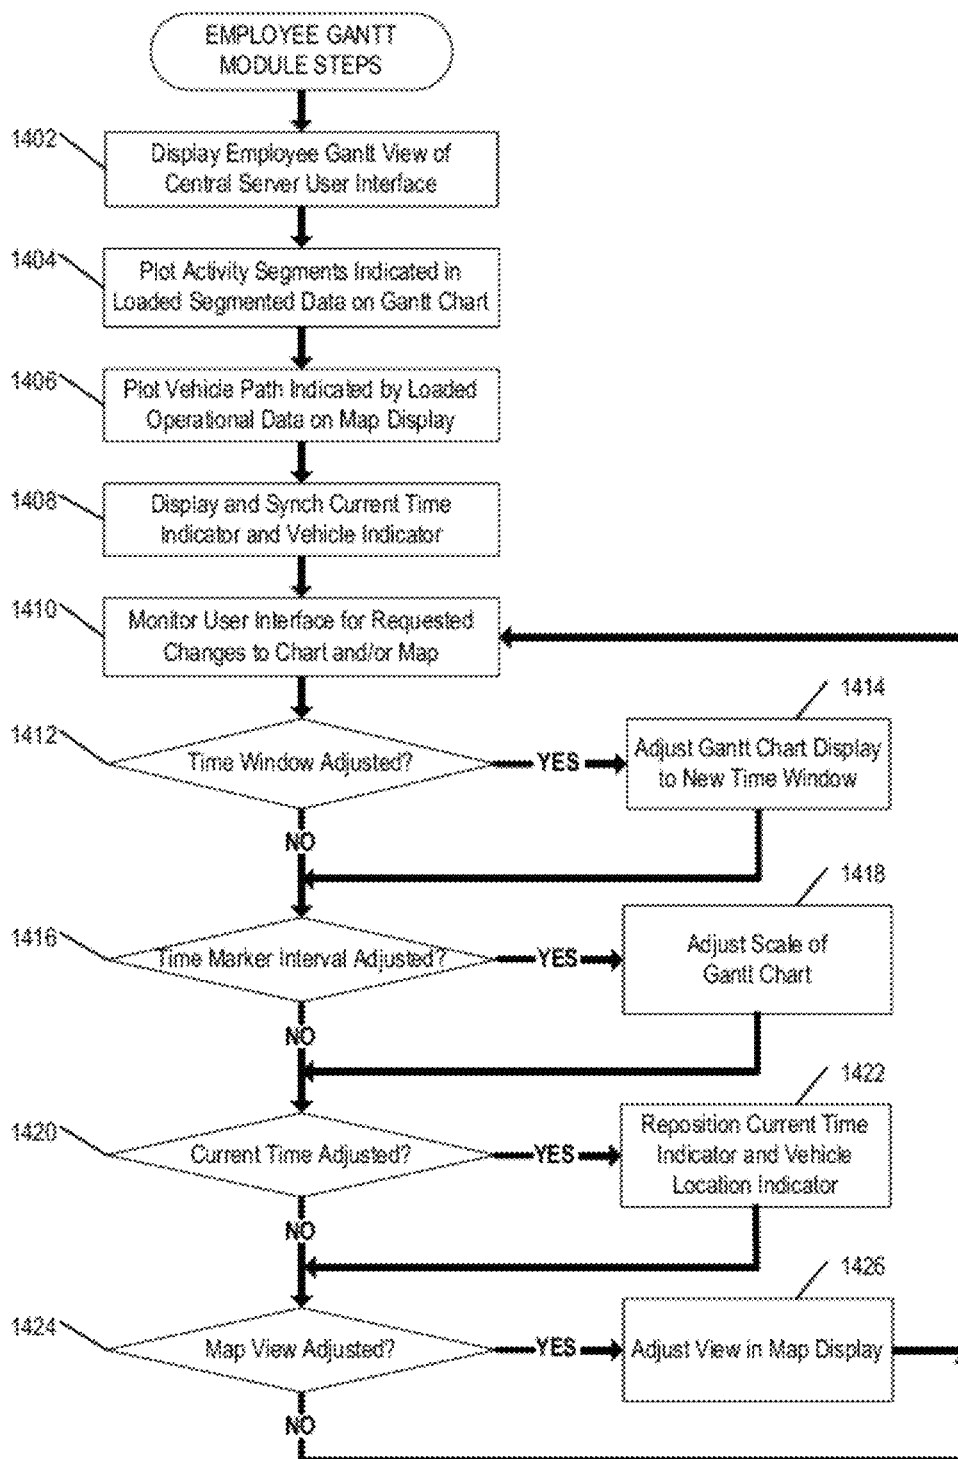 EMPLOYEE GANTT
MODULE STEPS
1402
Display Employee Gantt View of
Central Server User Interface
1404
Plot Activity Segments Indicated in
Loaded Segmented Data on Gantt Chart
1406
Plot Vehicle Path Indicated by Loaded
Operational Data on Map Display
1408
Display and Synch Current Time
Indicator and Vehicle Indicator
1410
Monitor User Interface for Requested
Changes to Chart and/or Map
1412
Time Window Adjusted?
YES
1414
Adjust Gantt Chart Display
to New Time Window
NO
1416
Time Marker Interval Adjusted?
YES
1418
Adjust Scale of
Gantt Chart
NO
1420
Current Time Adjusted?
YES
1422
Reposition Current Time
Indicator and Vehicle
Location Indicator
NO
1424
Map View Adjusted?
YES
1426
Adjust View in Map Display
NO